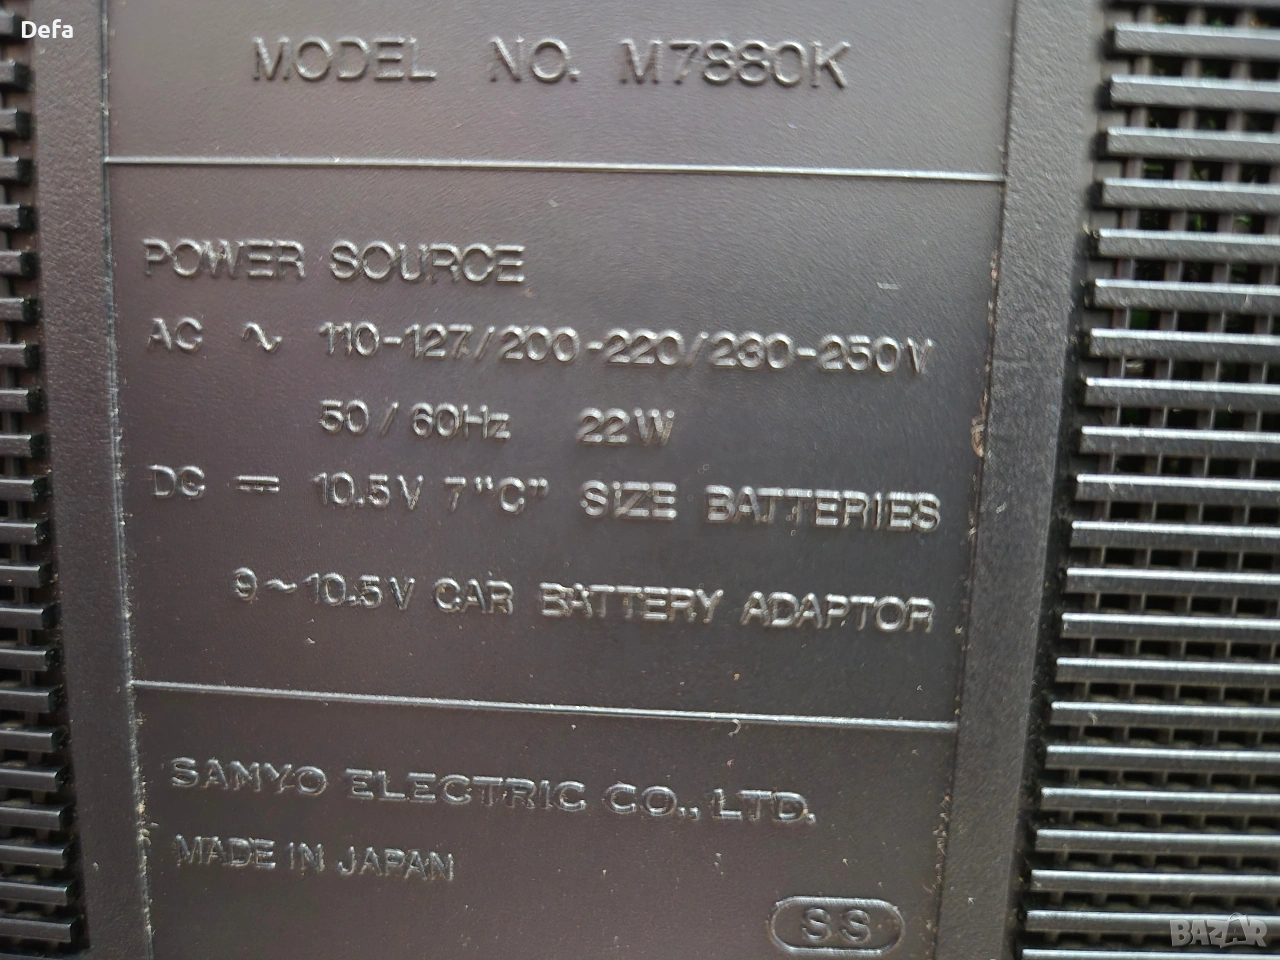 Defa
MODEL NO. M7880K
POWER SOURCE
AC ∿ 110-127/200-220/230-250V
50/60Hz 22W
DC ⎓ 10.5V 7"C" SIZE BATTERIES
9~10.5V CAR BATTERY ADAPTOR
SANYO ELECTRIC CO., LTD.
MADE IN JAPAN
SS
BAZAR